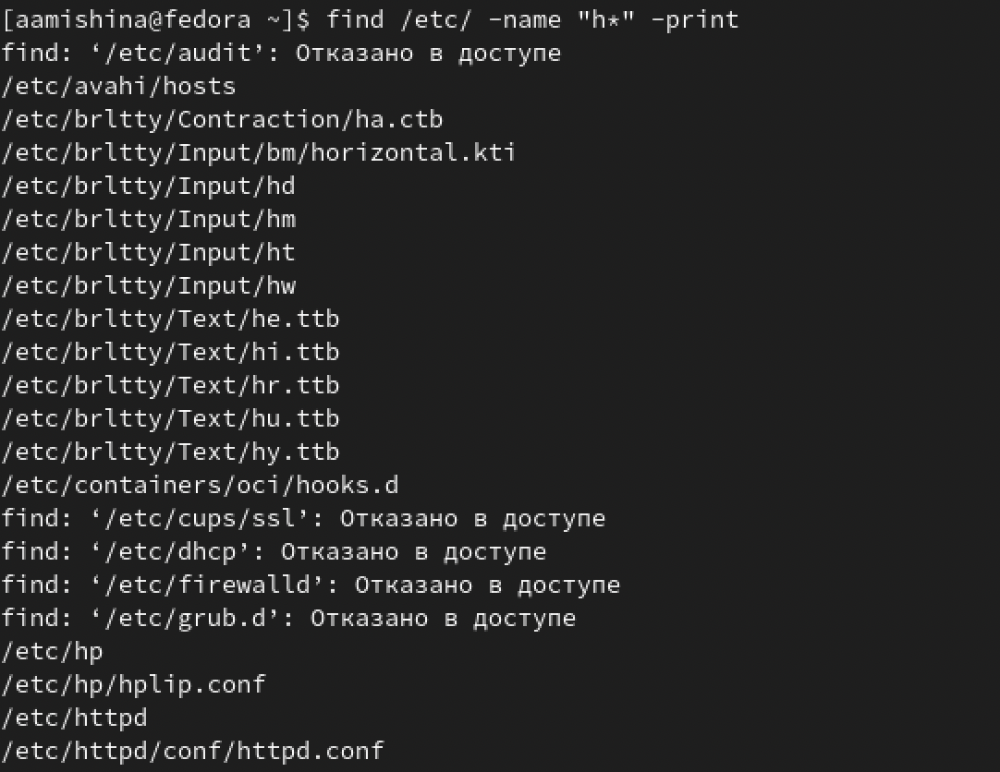 [aamishina@fedora ~]$ find /etc/ -name "h*" -print
find: ‘/etc/audit’: Отказано в доступе
/etc/avahi/hosts
/etc/brltty/Contraction/ha.ctb
/etc/brltty/Input/bm/horizontal.kti
/etc/brltty/Input/hd
/etc/brltty/Input/hm
/etc/brltty/Input/ht
/etc/brltty/Input/hw
/etc/brltty/Text/he.ttb
/etc/brltty/Text/hi.ttb
/etc/brltty/Text/hr.ttb
/etc/brltty/Text/hu.ttb
/etc/brltty/Text/hy.ttb
/etc/containers/oci/hooks.d
find: ‘/etc/cups/ssl’: Отказано в доступе
find: ‘/etc/dhcp’: Отказано в доступе
find: ‘/etc/firewalld’: Отказано в доступе
find: ‘/etc/grub.d’: Отказано в доступе
/etc/hp
/etc/hp/hplip.conf
/etc/httpd
/etc/httpd/conf/httpd.conf